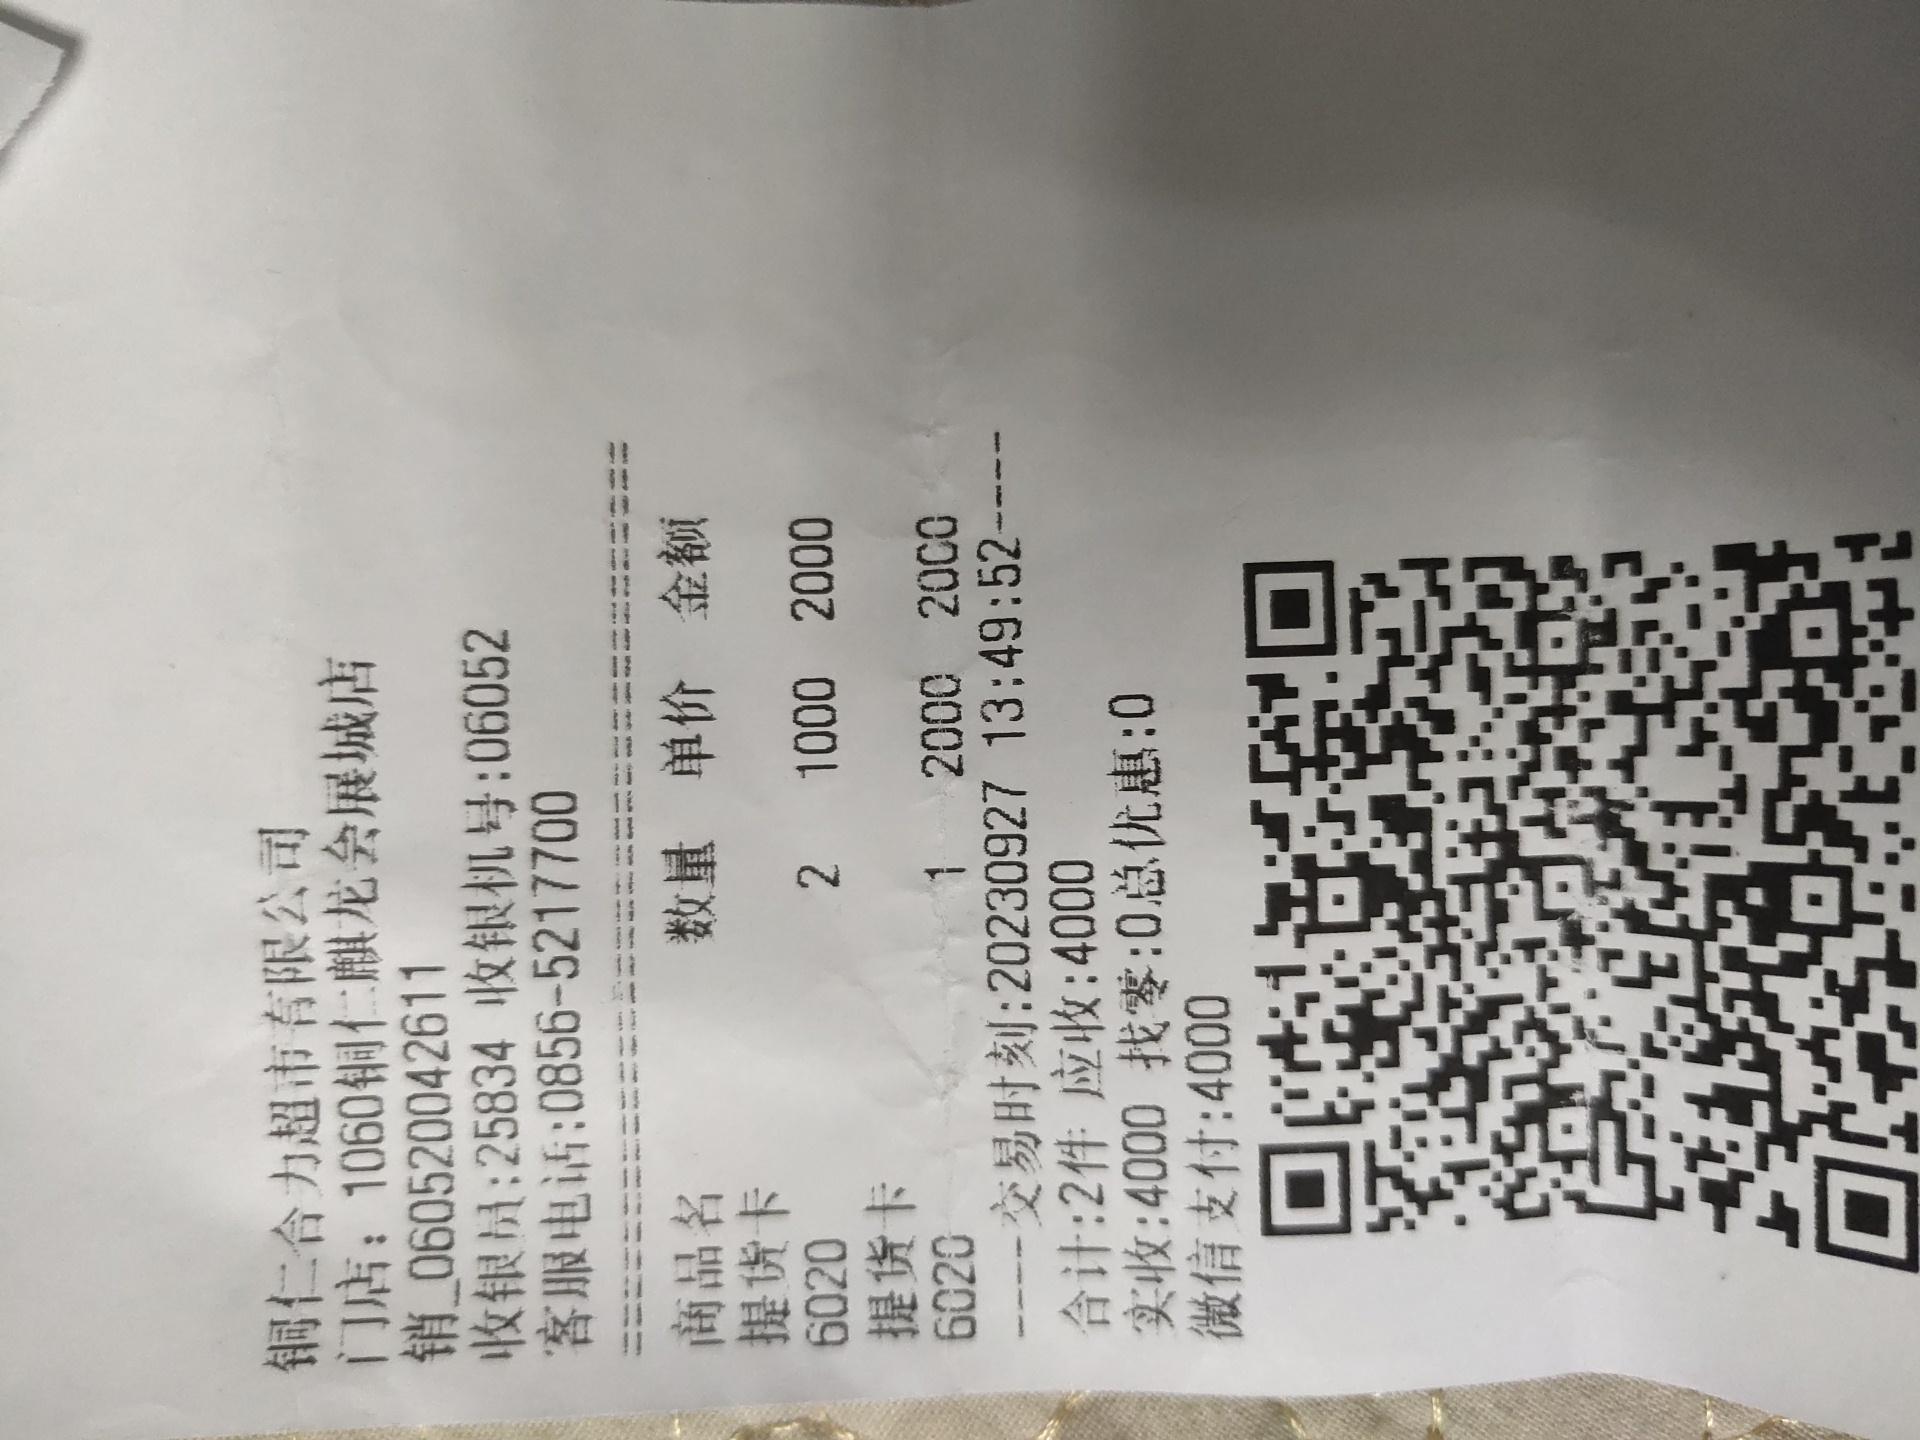 铜仁合力超市有限公司
门店：1060铜仁麒龙会展城店
销_060520042611
收银员:25834 收银机号:06052
客服电话:0856-5217700
========================================
商品名 数量 单价 金额
提货卡
6020 2 1000 2000
提货卡
6020 1 2000 2000
----交易时刻:20230927 13:49:52----
合计:2件 应收:4000
实收:4000 找零:0总优惠:0
微信支付:4000